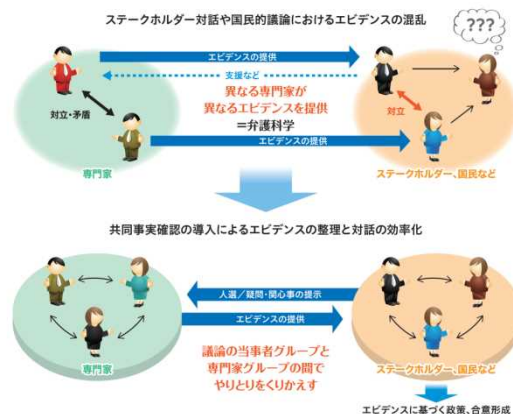 ステークホルダー対話や国民的議論におけるエビデンスの混乱
???
エビデンスの提供
支援など
異なる専門家が
異なるエビデンスを提供
=弁護科学
対立・矛盾
対立
エビデンスの提供
専門家
ステークホルダー、国民など
共同事実確認の導入によるエビデンスの整理と対話の効率化
人選/疑問・関心事の提示
エビデンスの提供
議論の当事者グループと
専門家グループの間で
やりとりをくりかえす
専門家
ステークホルダー、国民など
エビデンスに基づく政策、合意形成